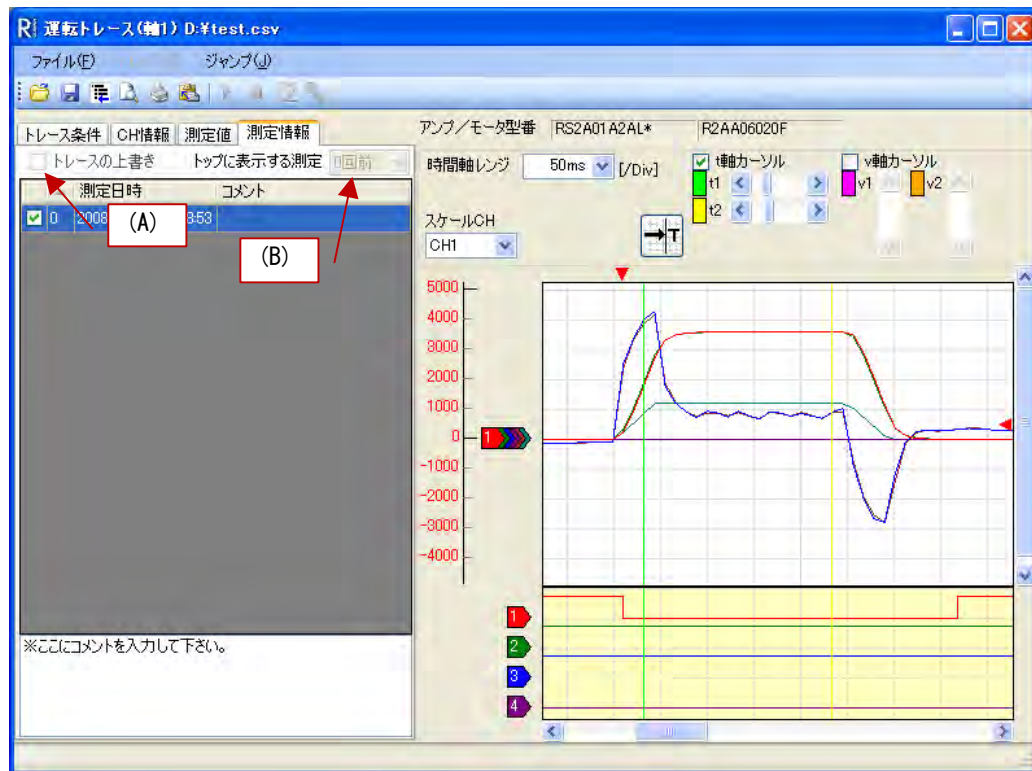 運転トレース(軸1) D:¥test.csv
ファイル(F) ジャンプ(J)
トレース条件 CH情報 測定値 測定情報
トレースの上書き トップに表示する測定 0回前
測定日時 コメント
0 2008 353
(A)
(B)
※ここにコメントを入力して下さい。
アンプ/モータ型番 RS2A01A2AL* R2AA06020F
時間軸レンジ 50ms [/Div]
t軸カーソル
t1
t2
v軸カーソル
v1 v2
スケールCH
CH1
T
5000
4000
3000
2000
1000
0
1
-1000
-2000
-3000
-4000
1
2
3
4